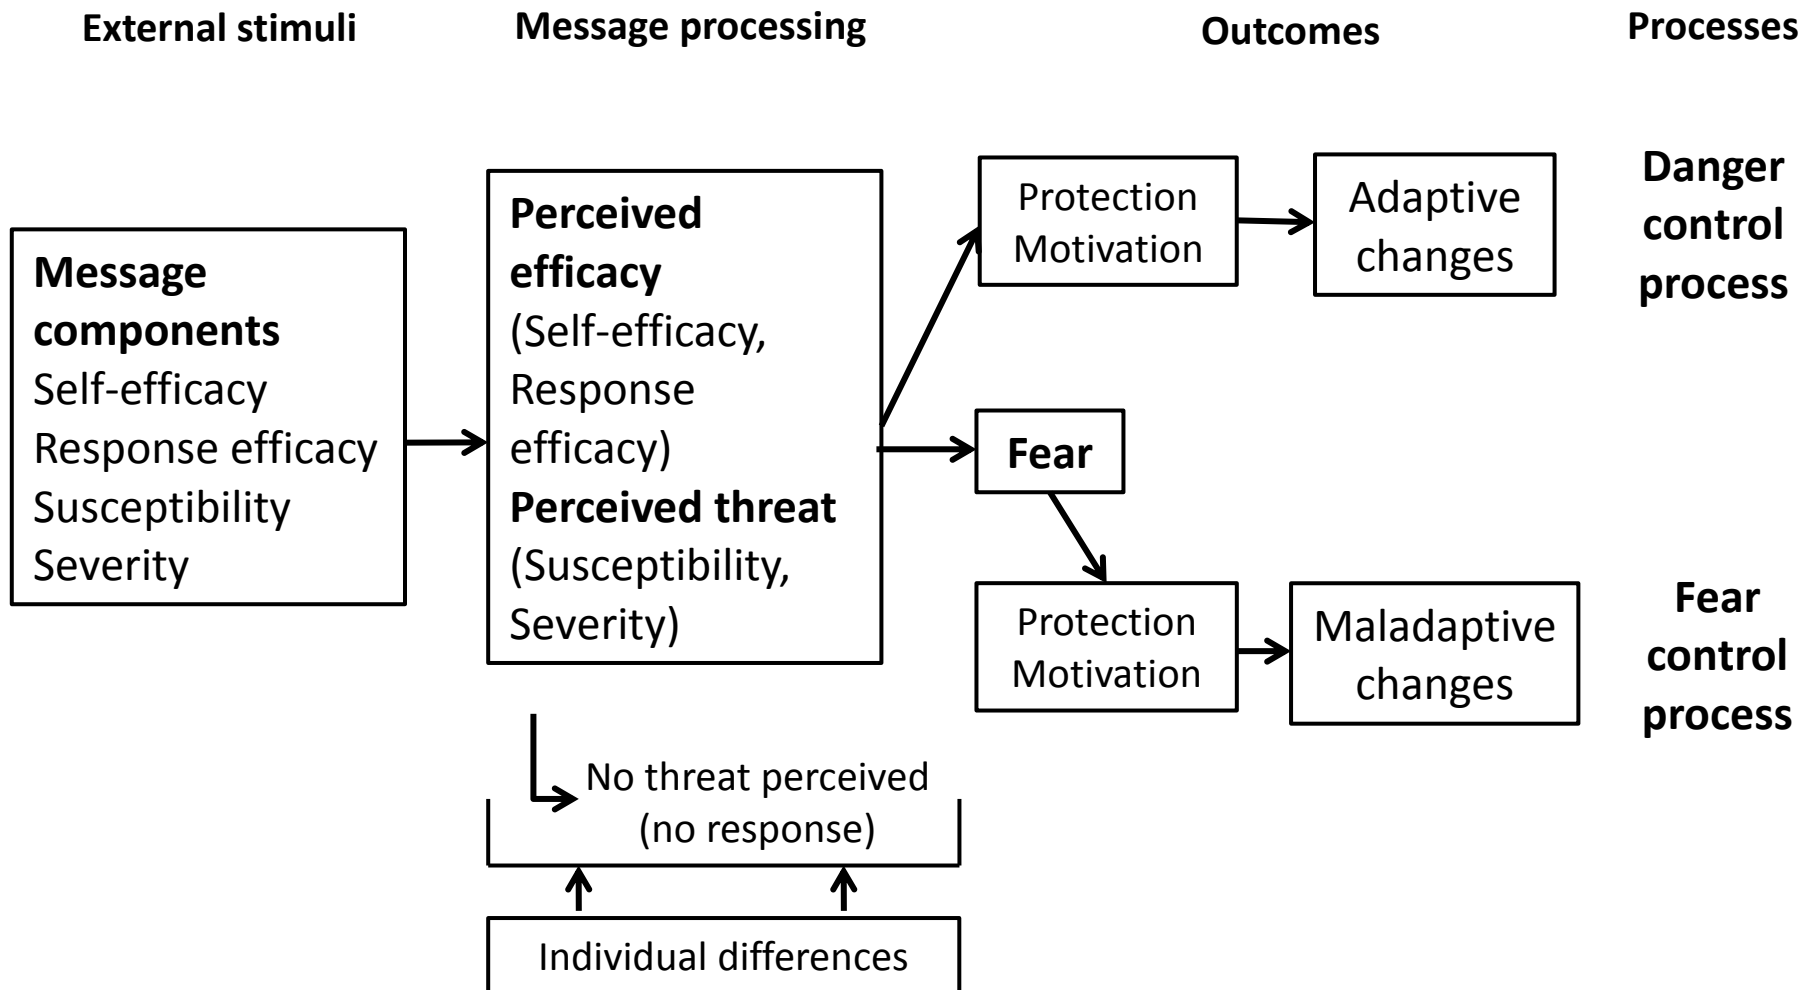 External stimuli
Message processing
Outcomes
Processes
Message
components
Self-efficacy
Response efficacy
Susceptibility
Severity
Perceived
efficacy
(Self-efficacy,
Response
efficacy)
Perceived threat
(Susceptibility,
Severity)
Protection
Motivation
Adaptive
changes
Danger
control
process
Fear
Protection
Motivation
Maladaptive
changes
Fear
control
process
No threat perceived
(no response)
Individual differences